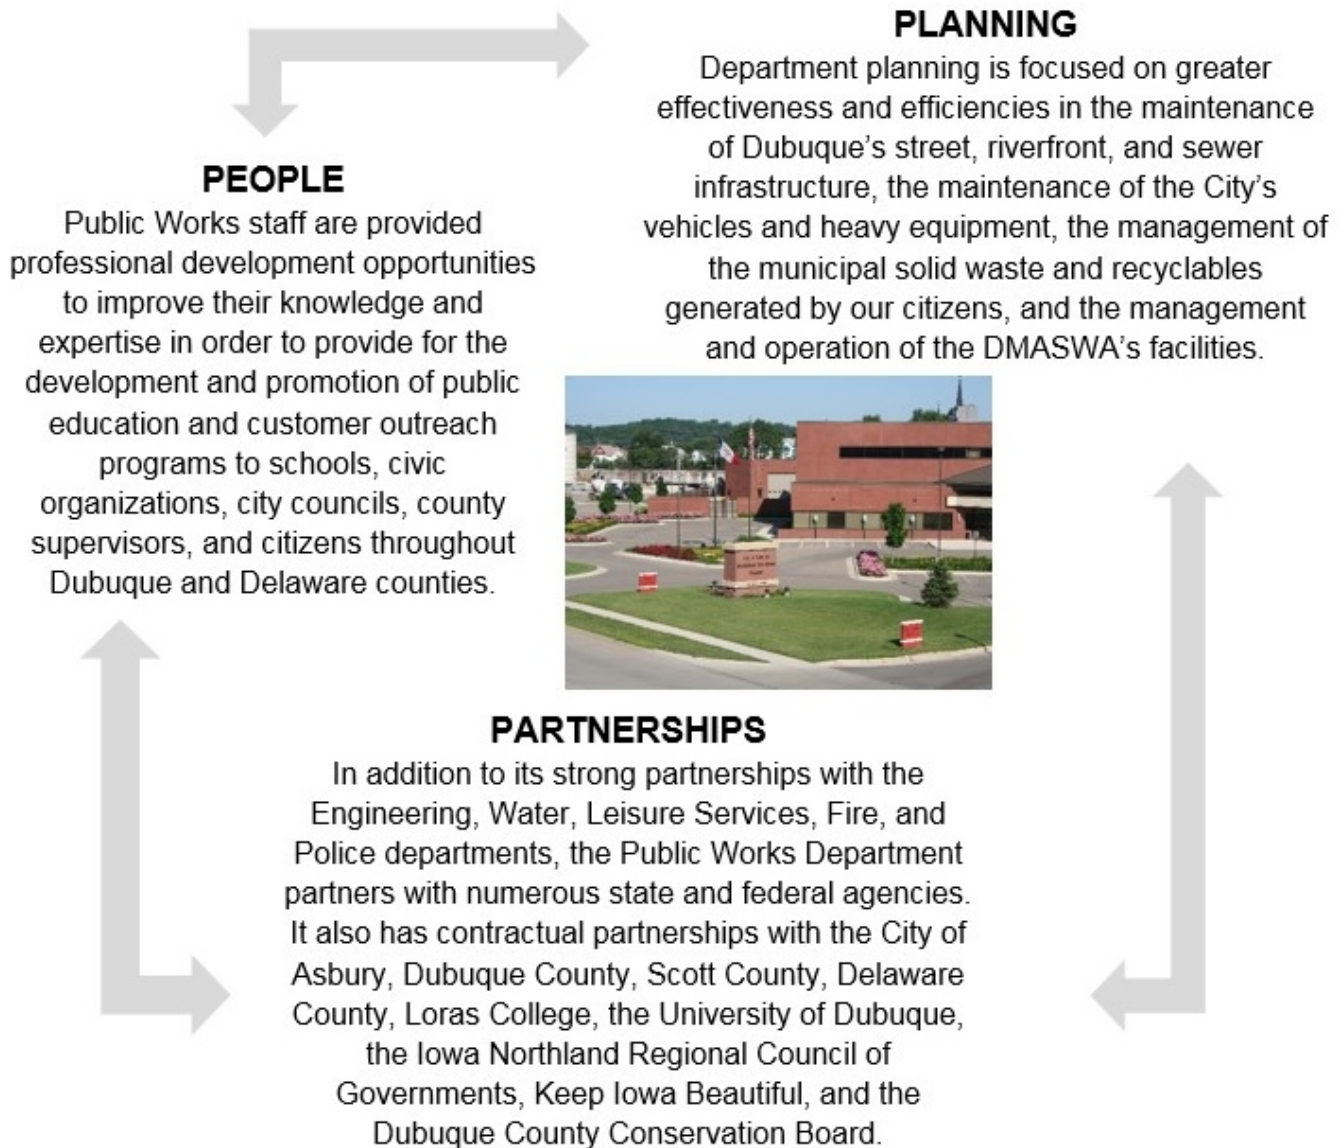 PLANNING
Department planning is focused on greater
effectiveness and efficiencies in the maintenance
of Dubuque's street, riverfront, and sewer
infrastructure, the maintenance of the City's
vehicles and heavy equipment, the management of
the municipal solid waste and recyclables
generated by our citizens, and the management
and operation of the DMASWA's facilities.
PEOPLE
Public Works staff are provided
professional development opportunities
to improve their knowledge and
expertise in order to provide for the
development and promotion of public
education and customer outreach
programs to schools, civic
organizations, city councils, county
supervisors, and citizens throughout
Dubuque and Delaware counties.
PARTNERSHIPS
In addition to its strong partnerships with the
Engineering, Water, Leisure Services, Fire, and
Police departments, the Public Works Department
partners with numerous state and federal agencies.
It also has contractual partnerships with the City of
Asbury, Dubuque County, Scott County, Delaware
County, Loras College, the University of Dubuque,
the Iowa Northland Regional Council of
Governments, Keep Iowa Beautiful, and the
Dubuque County Conservation Board.